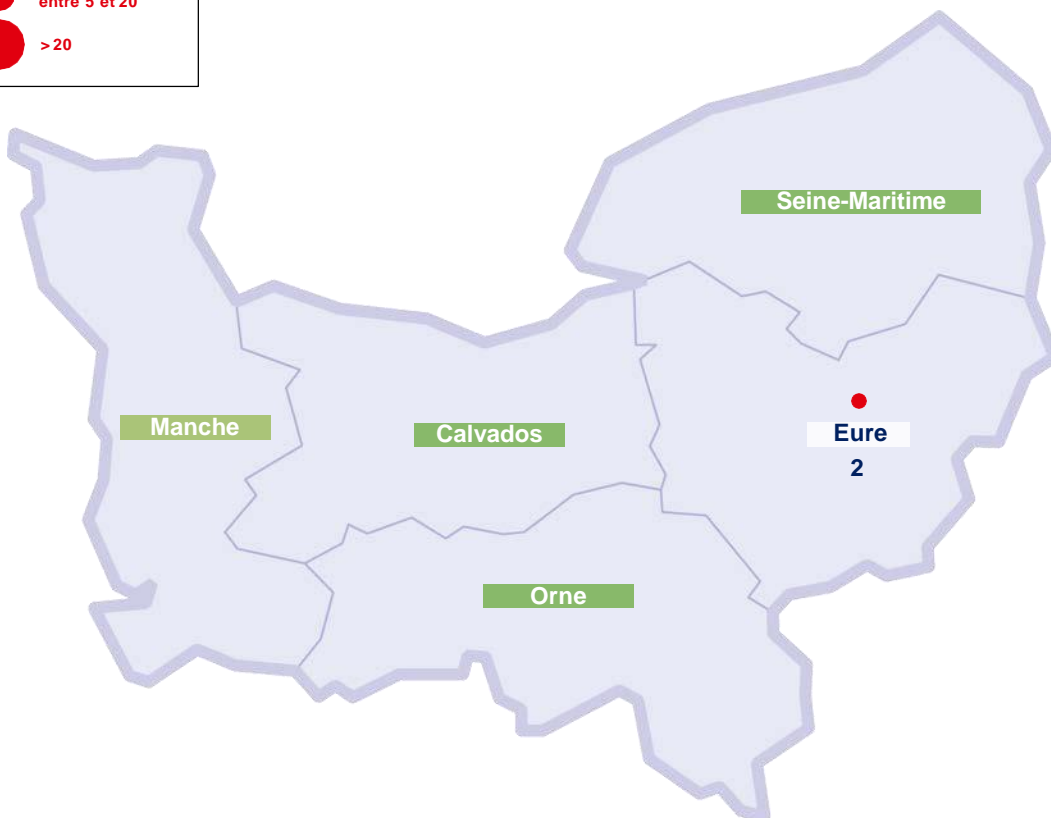 entre 5 et 20
> 20
Seine-Maritime
Manche
Calvados
Eure
2
Orne